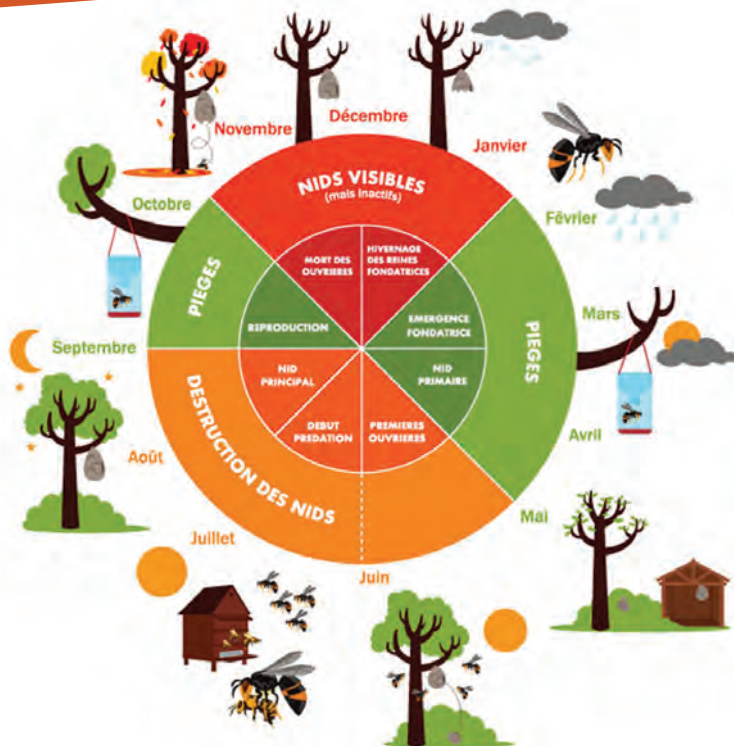 Décembre
Novembre
Janvier
NIDS VISIBLES
(mais inactifs)
Octobre
Février
MORT DES
OUVRIERES
HIVERNAGE
DES REINES
FONDATRICES
PIEGES
REPRODUCTION
EMERGENCE
FONDATRICE
PIEGES
Mars
Septembre
NID
PRINCIPAL
NID
PRIMAIRE
DEBUT
PREDATION
PREMIERES
OUVRIERES
Avril
DESTRUCTION DES NIDS
Août
Mai
Juillet
Juin